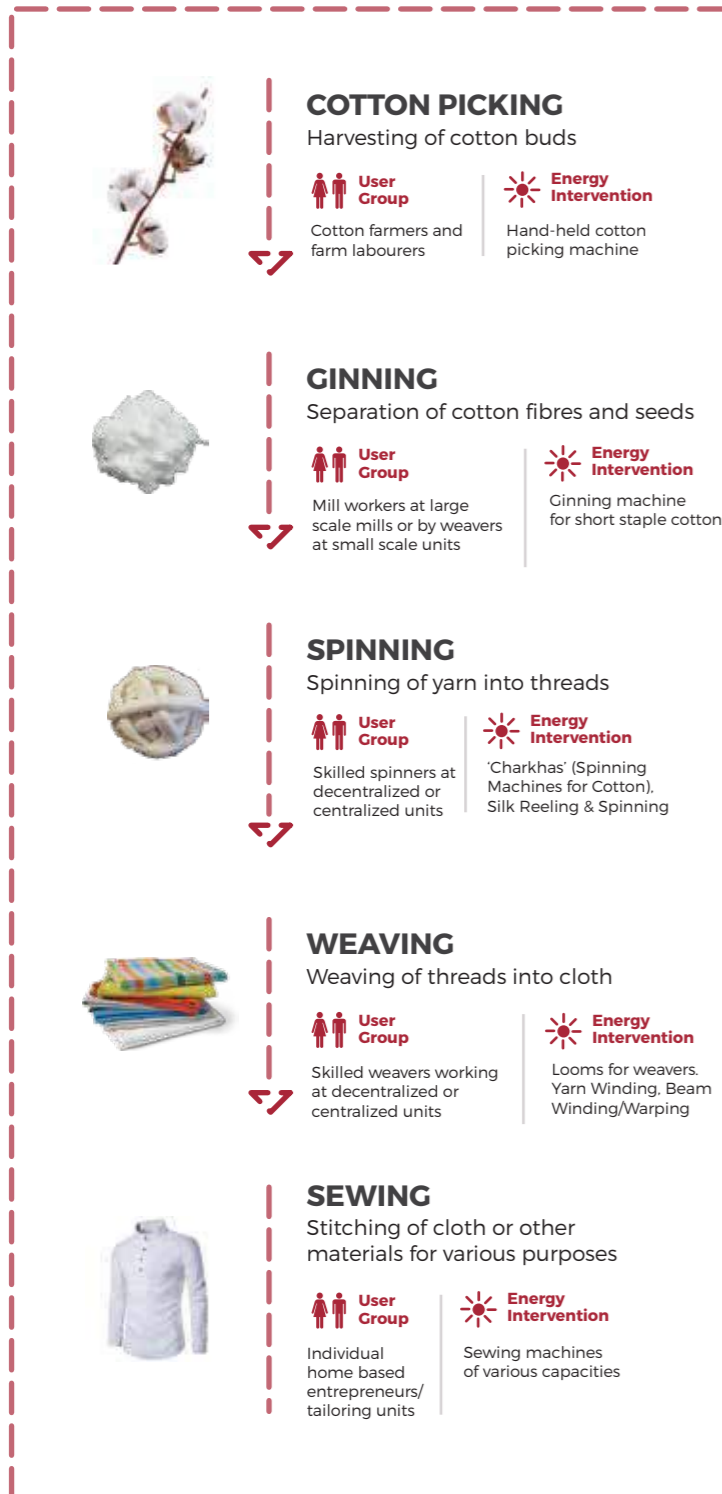 COTTON PICKING
Harvesting of cotton buds
User
Group
Cotton farmers and
farm labourers
Energy
Intervention
Hand-held cotton
picking machine
GINNING
Separation of cotton fibres and seeds
User
Group
Mill workers at large
scale mills or by weavers
at small scale units
Energy
Intervention
Ginning machine
for short staple cotton
SPINNING
Spinning of yarn into threads
User
Group
Skilled spinners at
decentralized or
centralized units
Energy
Intervention
‘Charkhas’ (Spinning
Machines for Cotton),
Silk Reeling & Spinning
WEAVING
Weaving of threads into cloth
User
Group
Skilled weavers working
at decentralized or
centralized units
Energy
Intervention
Looms for weavers.
Yarn Winding, Beam
Winding/Warping
SEWING
Stitching of cloth or other
materials for various purposes
User
Group
Individual
home based
entrepreneurs/
tailoring units
Energy
Intervention
Sewing machines
of various capacities